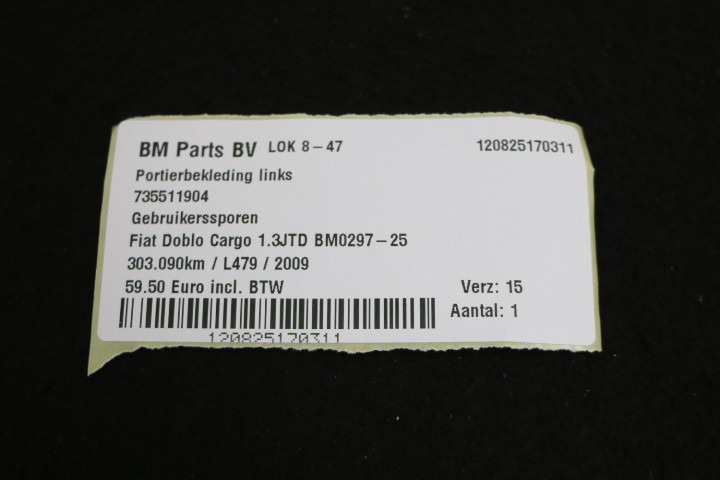 BM Parts BV LOK 8-47 120825170311
Portierbekleding links
735511904
Gebruikerssporen
Fiat Doblo Cargo 1.3JTD BM0297-25
303.090km / L479 / 2009
59.50 Euro incl. BTW Verz: 15
Aantal: 1
120825170311